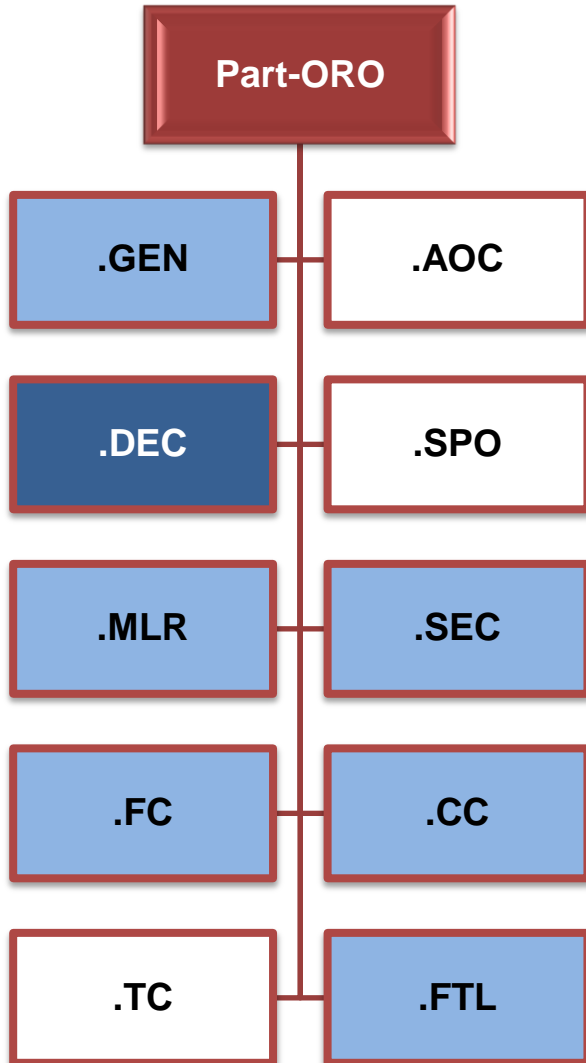 Part-ORO
.GEN
.AOC
.DEC
.SPO
.MLR
.SEC
.FC
.CC
.TC
.FTL